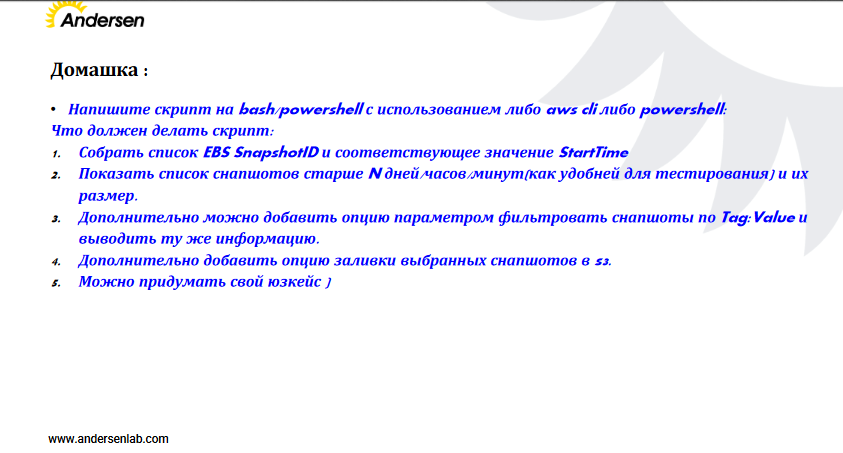 Andersen
Домашка :
• Напишите скрипт на bash/powershell с использованием либо aws cli либо powershell:
Что должен делать скрипт:
1. Собрать список EBS SnapshotID и соответствующее значение StartTime
2. Показать список снапшотов старше N дней/часов/минут(как удобней для тестирования) и их
размер.
3. Дополнительно можно добавить опцию параметром фильтровать снапшоты по Tag:Value и
выводить ту же информацию.
4. Дополнительно добавить опцию заливки выбранных снапшотов в s3.
5. Можно придумать свой юзкейс )
www.andersenlab.com